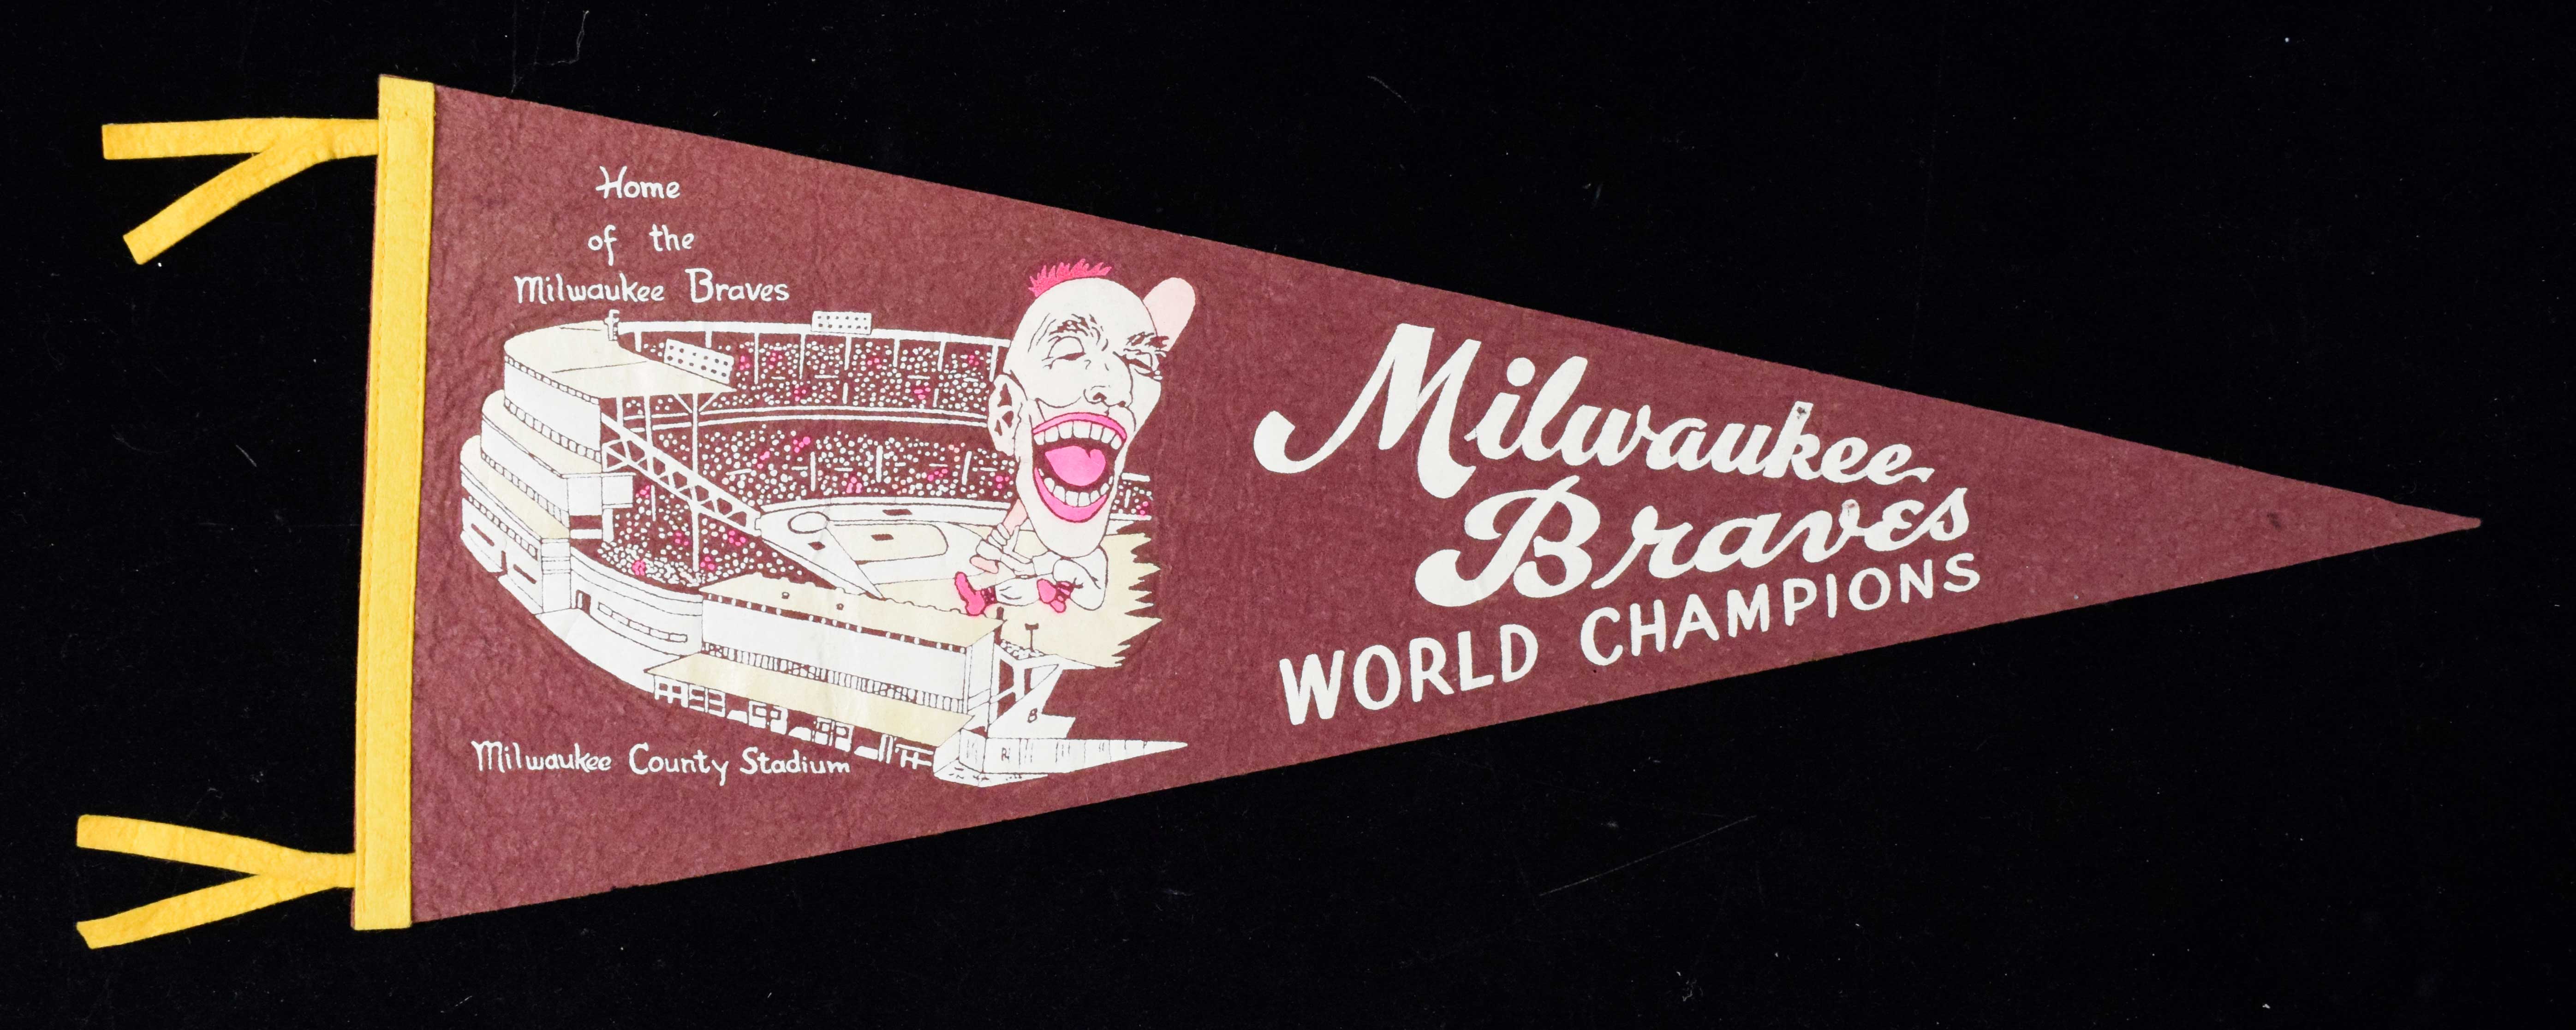 Home
of the
Milwaukee Braves
Milwaukee County Stadium
Milwaukee
Braves
WORLD CHAMPIONS
B